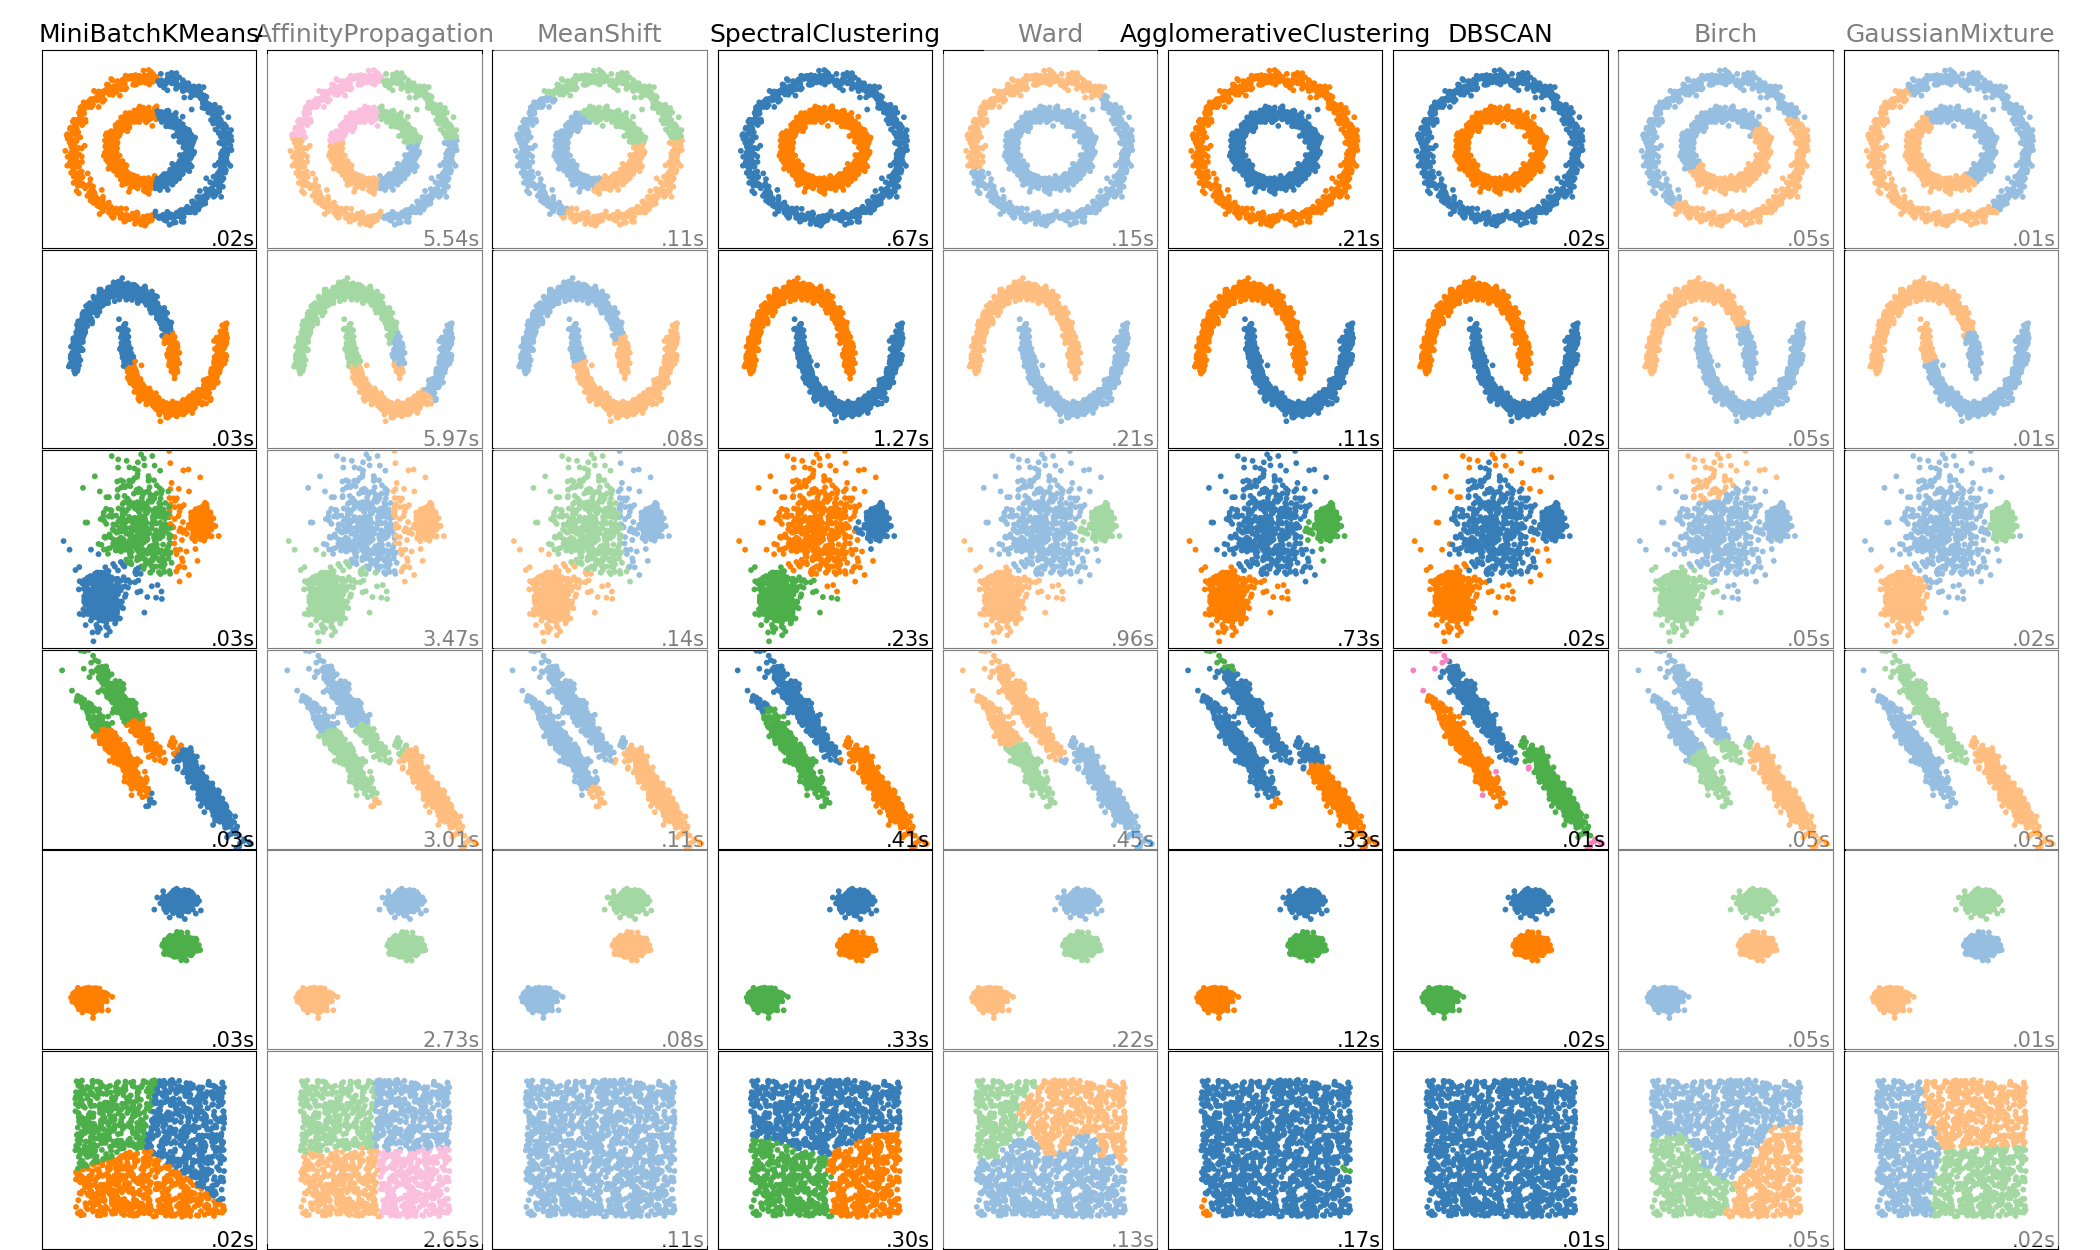 MiniBatchKMeans AffinityPropagation MeanShift SpectralClustering Ward AgglomerativeClustering DBSCAN Birch GaussianMixture
.02s 5.54s .11s .67s .15s .21s .02s .05s .01s
.03s 5.97s .08s 1.27s .21s .11s .02s .05s .01s
.03s 3.47s .14s .23s .96s .73s .02s .05s .02s
.03s 3.01s .11s .41s .45s .33s .01s .05s .03s
.03s 2.73s .08s .33s .22s .12s .02s .05s .01s
.02s 2.65s .11s .30s .13s .17s .01s .05s .02s